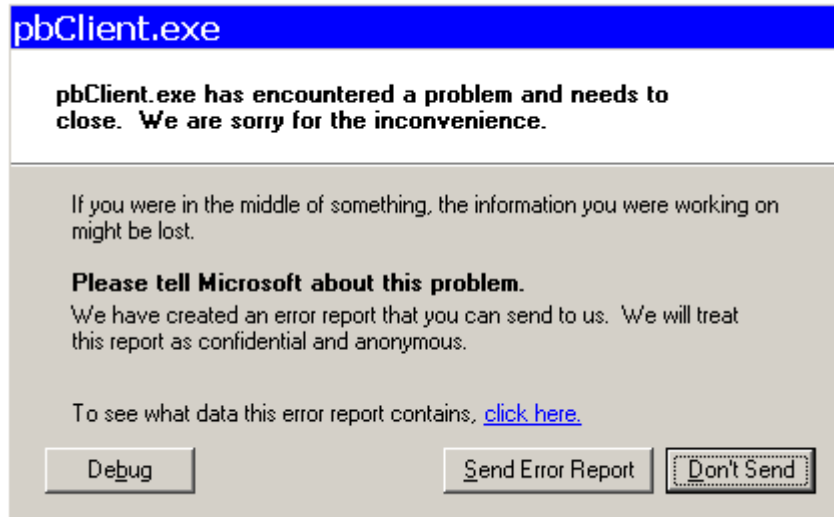 pbClient.exe
pbClient.exe has encountered a problem and needs to
close. We are sorry for the inconvenience.
If you were in the middle of something, the information you were working on
might be lost.
Please tell Microsoft about this problem.
We have created an error report that you can send to us. We will treat
this report as confidential and anonymous.
To see what data this error report contains, click here.
Debug Send Error Report Don't Send